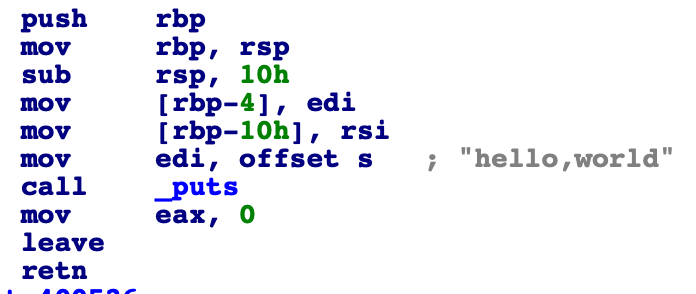 push rbp
mov rbp, rsp
sub rsp, 10h
mov [rbp-4], edi
mov [rbp-10h], rsi
mov edi, offset s ; "hello,world"
call _puts
mov eax, 0
leave
retn